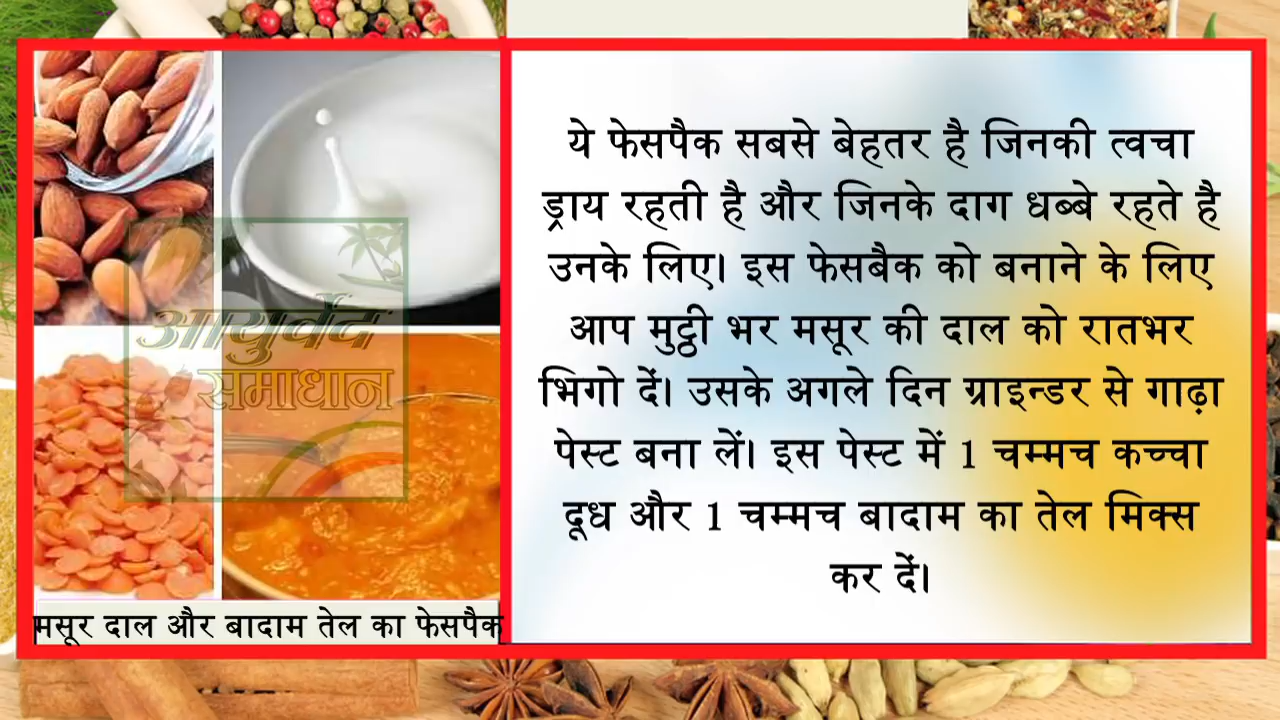 ये फेसपैक सबसे बेहतर है जिनकी त्वचा
ड्राय रहती है और जिनके दाग धब्बे रहते है
उनके लिए। इस फेसबैक को बनाने के लिए
आप मुट्ठी भर मसूर की दाल को रातभर
भिगो दें। उसके अगले दिन ग्राइन्डर से गाढ़ा
पेस्ट बना लें। इस पेस्ट में 1 चम्मच कच्चा
दूध और 1 चम्मच बादाम का तेल मिक्स
कर दें।
आयुर्वेद
समाधान
मसूर दाल और बादाम तेल का फेसपैक